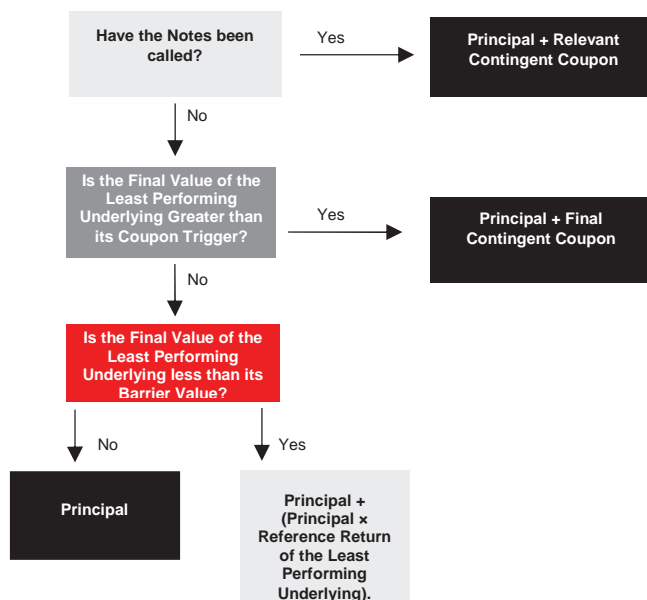 Have the Notes been
called?
Yes
Principal + Relevant
Contingent Coupon
No
Is the Final Value of the
Least Performing
Underlying Greater than
its Coupon Trigger?
Yes
Principal + Final
Contingent Coupon
No
Is the Final Value of the
Least Performing
Underlying less than its
Barrier Value?
No
Yes
Principal
Principal +
(Principal ×
Reference Return
of the Least
Performing
Underlying).